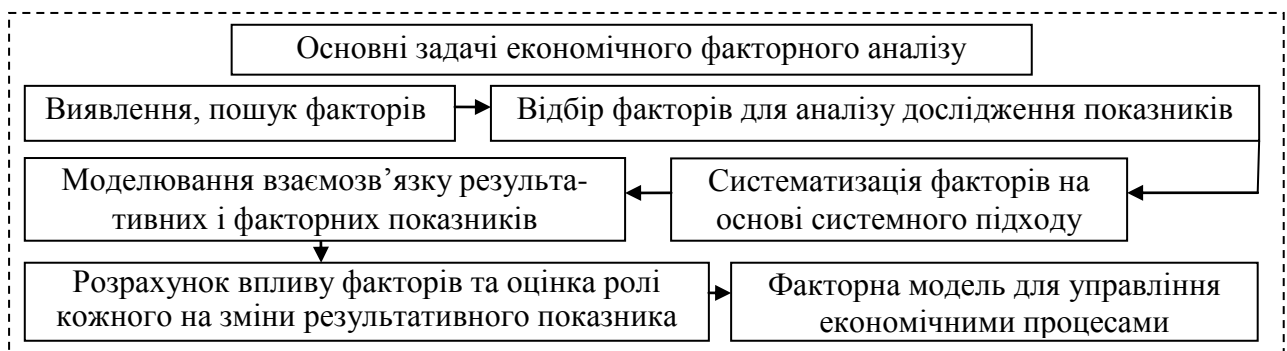 Основні задачі економічного факторного аналізу
Виявлення, пошук факторів
Відбір факторів для аналізу дослідження показників
Систематизація факторів на
основі системного підходу
Моделювання взаємозв’язку результа-
тивних і факторних показників
Розрахунок впливу факторів та оцінка ролі
кожного на зміни результативного показника
Факторна модель для управління
економічними процесами